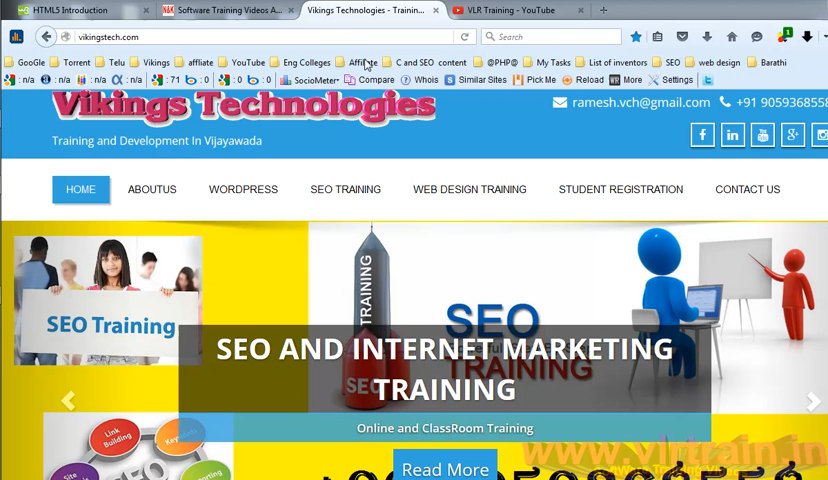 HTML5 Introduction
Software Training Videos A...
Vikings Technologies - Trainin...
VLR Training - YouTube
vikingstech.com
Search
GooGle Torrent Telu Vikings affliate YouTube Eng Colleges Affiliate C and SEO content @PHP@ My Tasks List of inventors SEO web design Barathi
: n/a : n/a : n/a : n/a : 71 : 0 : 0 : 0 SocioMeter Compare Whois Similar Sites Pick Me Reload More Settings
Vikings Technologies
ramesh.vch@gmail.com +91 9059368558
Training and Development In Vijayawada
HOME ABOUTUS WORDPRESS SEO TRAINING WEB DESIGN TRAINING STUDENT REGISTRATION CONTACT US
SEO Training
TRAINING
SEO
SEO
TRAINING
SEO AND INTERNET MARKETING
TRAINING
Online and ClassRoom Training
Link
Building
Site
SEO
Read More
www.vlrtrain.in